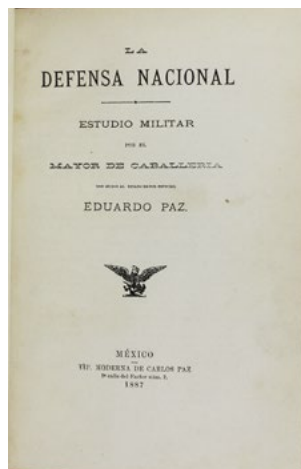 LA
DEFENSA NACIONAL
ESTUDIO MILITAR
POR EL
MAYOR DE CABALLERIA
EDUARDO PAZ.
MÉXICO
TIP. MODERNA DE CARLOS PAZ
1887